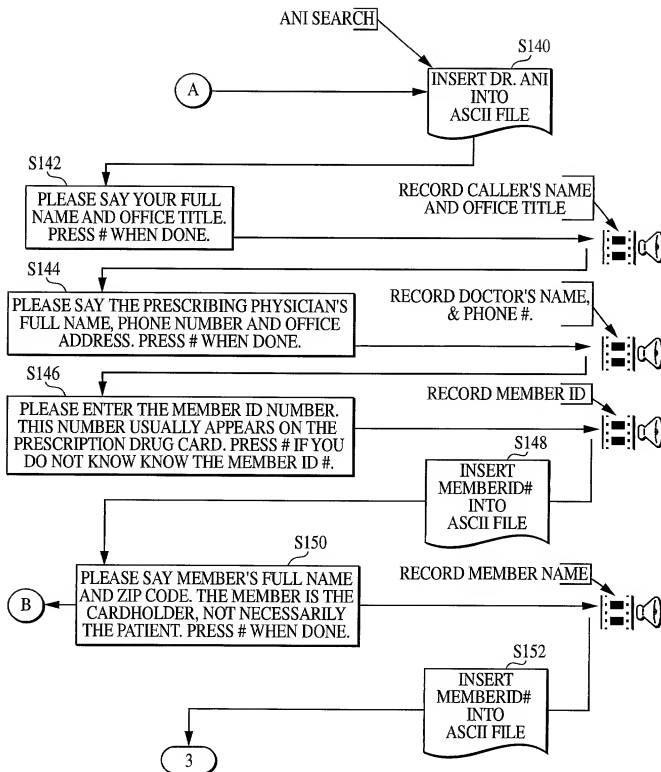 ANI SEARCH
S140
A
INSERT DR. ANI
INTO
ASCII FILE
S142
PLEASE SAY YOUR FULL
NAME AND OFFICE TITLE.
PRESS # WHEN DONE.
RECORD CALLER'S NAME
AND OFFICE TITLE
S144
PLEASE SAY THE PRESCRIBING PHYSICIAN'S
FULL NAME, PHONE NUMBER AND OFFICE
ADDRESS. PRESS # WHEN DONE.
RECORD DOCTOR'S NAME,
& PHONE #.
S146
PLEASE ENTER THE MEMBER ID NUMBER.
THIS NUMBER USUALLY APPEARS ON THE
PRESCRIPTION DRUG CARD. PRESS # IF YOU
DO NOT KNOW KNOW THE MEMBER ID #.
RECORD MEMBER ID
S148
INSERT
MEMBERID#
INTO
ASCII FILE
S150
B
PLEASE SAY MEMBER'S FULL NAME
AND ZIP CODE. THE MEMBER IS THE
CARDHOLDER, NOT NECESSARILY
THE PATIENT. PRESS # WHEN DONE.
RECORD MEMBER NAME
S152
INSERT
MEMBERID#
INTO
ASCII FILE
3